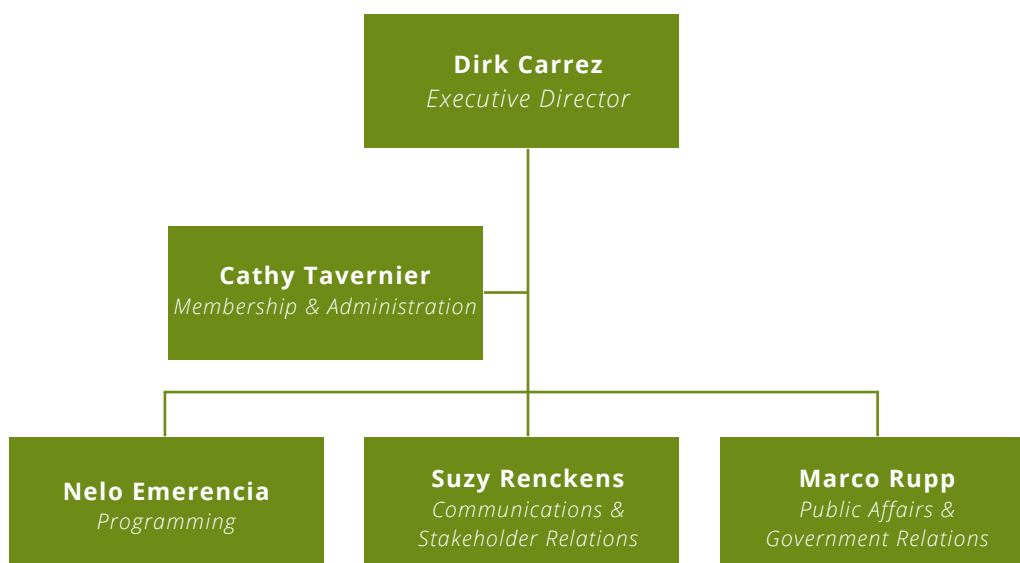 Dirk Carrez
Executive Director
Cathy Tavernier
Membership & Administration
Nelo Emerencia
Programming
Suzy Renckens
Communications &
Stakeholder Relations
Marco Rupp
Public Affairs &
Government Relations